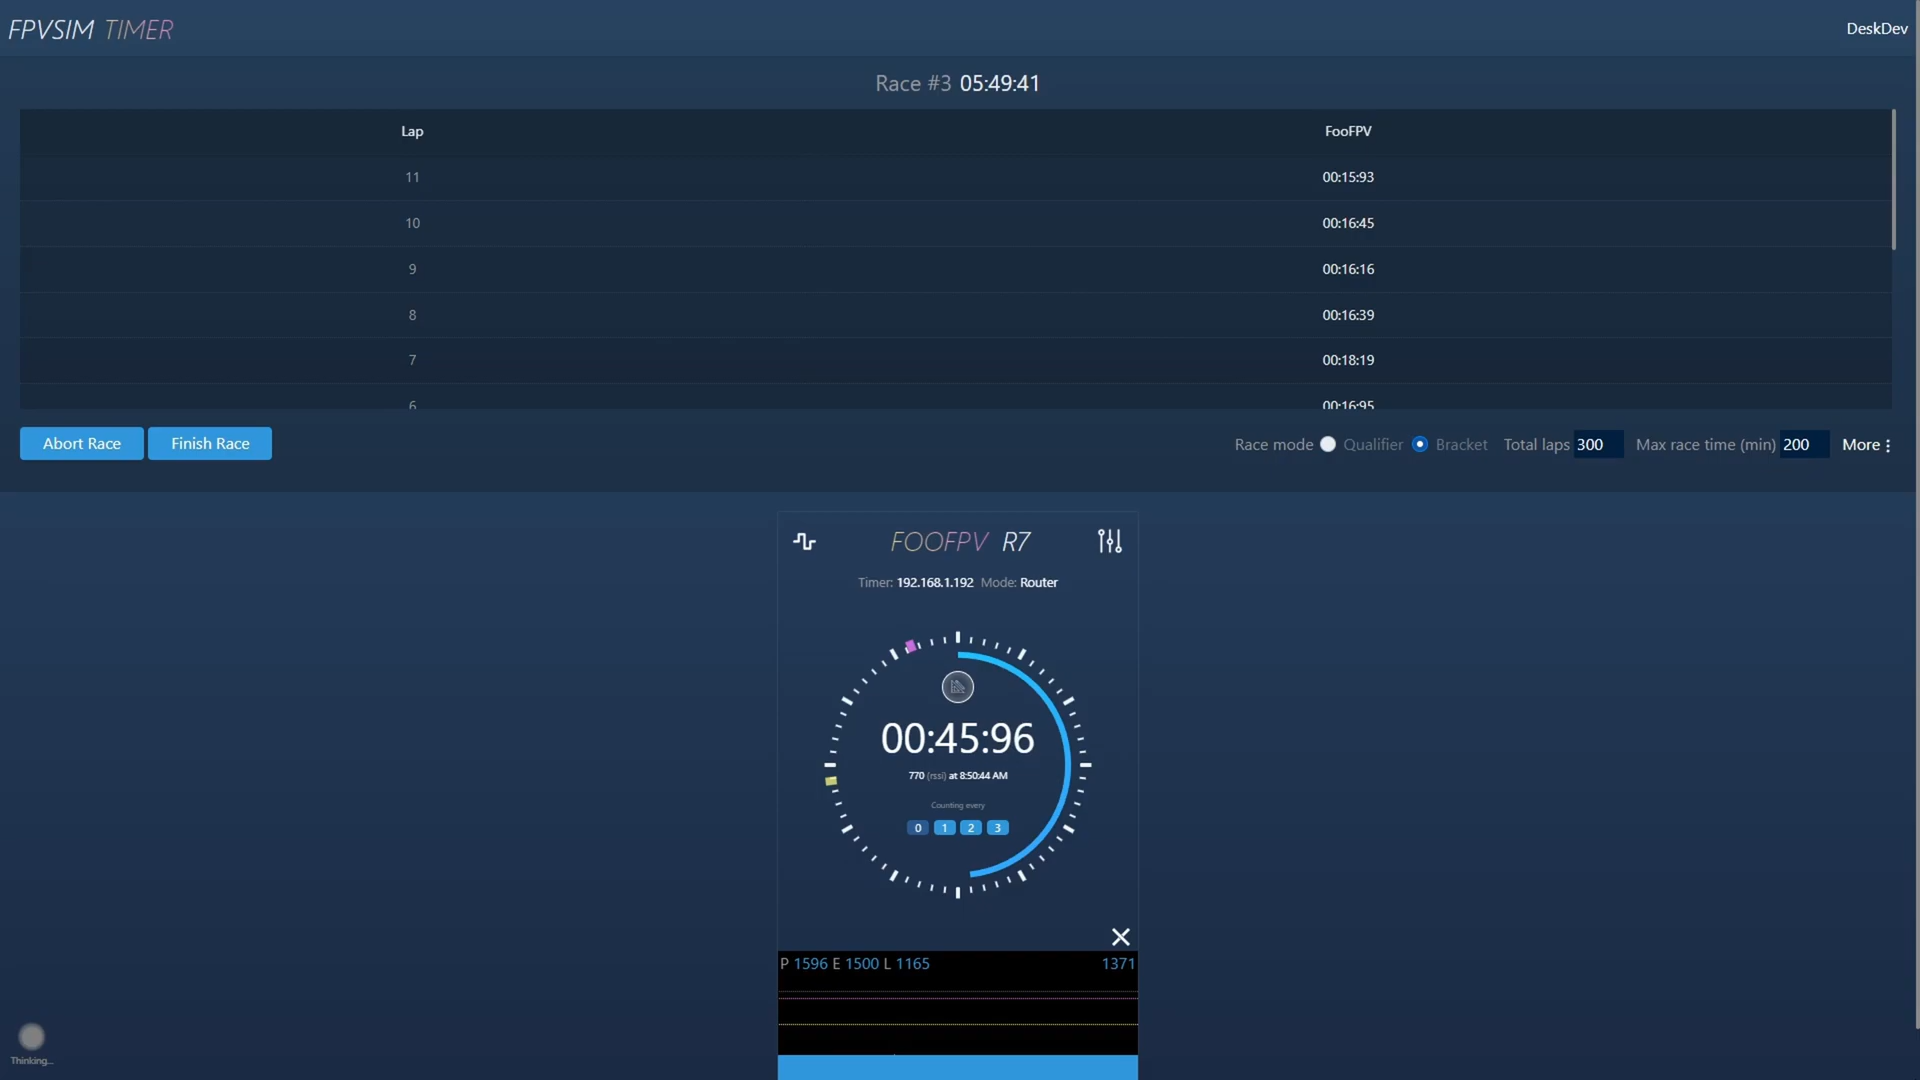 FPVSIM TIMER
DeskDev
Race #3 05:49:41
Lap FooFPV
11 00:15:93
10 00:16:45
9 00:16:16
8 00:16:39
7 00:18:19
6 00:16:95
Abort Race Finish Race Race mode Qualifier Bracket Total laps 300 Max race time (min) 200 More
FOOFPV R7
Timer: 192.168.1.192 Mode: Router
00:45:96
770 (rssi) at 8:50:44 AM
Counting every
0 1 2 3
P 1596 E 1500 L 1165 1371
Thinking...